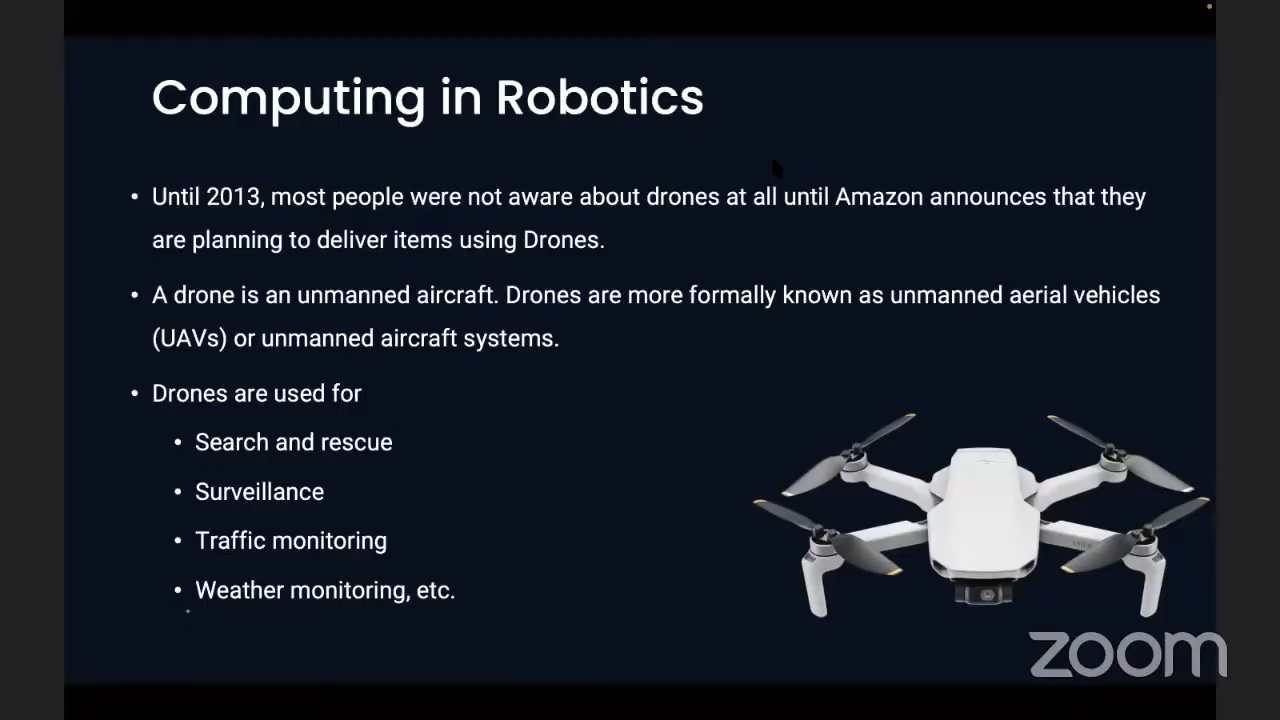 Computing in Robotics
• Until 2013, most people were not aware about drones at all until Amazon announces that they
are planning to deliver items using Drones.
• A drone is an unmanned aircraft. Drones are more formally known as unmanned aerial vehicles
(UAVs) or unmanned aircraft systems.
• Drones are used for
• Search and rescue
• Surveillance
• Traffic monitoring
• Weather monitoring, etc.
zoom